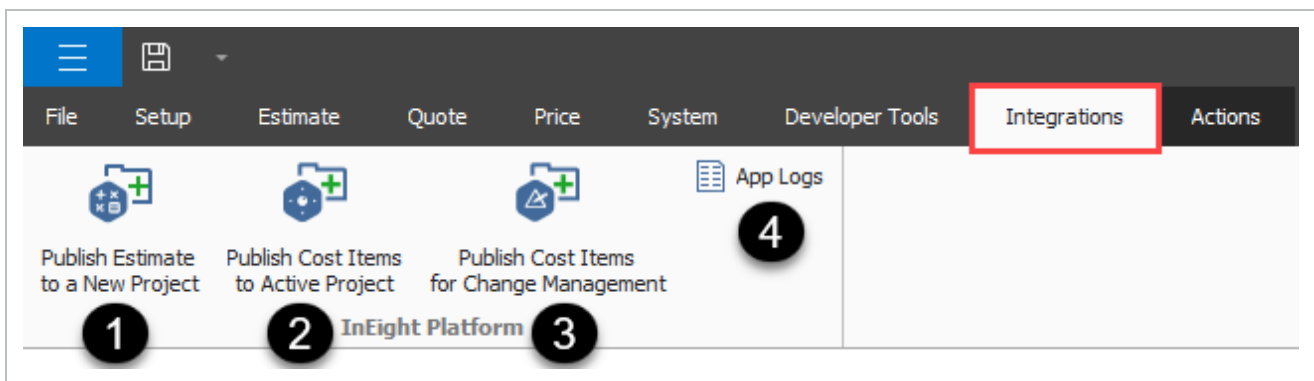 File Setup Estimate Quote Price System Developer Tools Integrations Actions
App Logs
4
Publish Estimate
to a New Project
Publish Cost Items
to Active Project
Publish Cost Items
for Change Management
1
2
InEight Platform
3